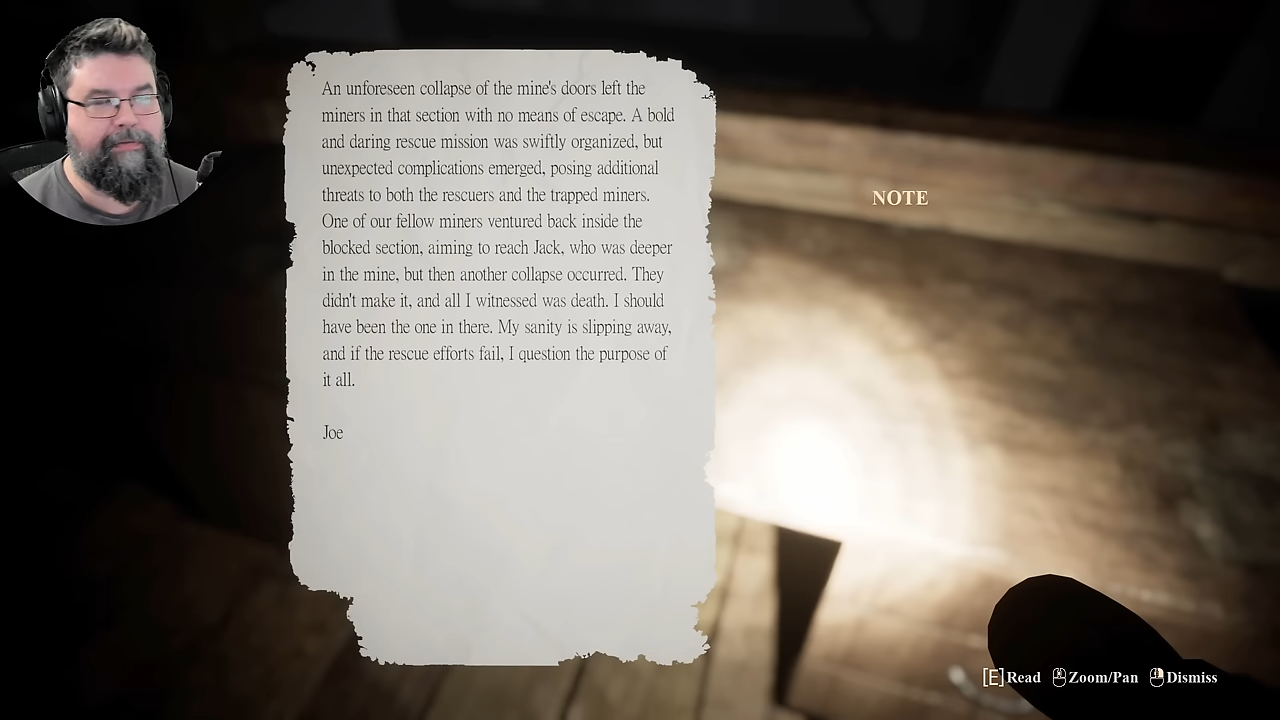 An unforeseen collapse of the mine's doors left the
miners in that section with no means of escape. A bold
and daring rescue mission was swiftly organized, but
unexpected complications emerged, posing additional
threats to both the rescuers and the trapped miners.
One of our fellow miners ventured back inside the
blocked section, aiming to reach Jack, who was deeper
in the mine, but then another collapse occurred. They
didn't make it, and all I witnessed was death. I should
have been the one in there. My sanity is slipping away,
and if the rescue efforts fail, I question the purpose of
it all.
Joe
NOTE
[E]Read Zoom/Pan Dismiss